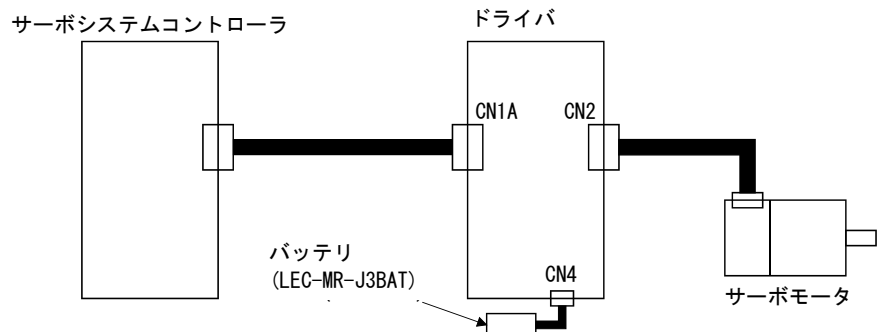 サーボシステムコントローラ
ドライバ
CN1A
CN2
バッテリ
(LEC-MR-J3BAT)
CN4
サーボモータ